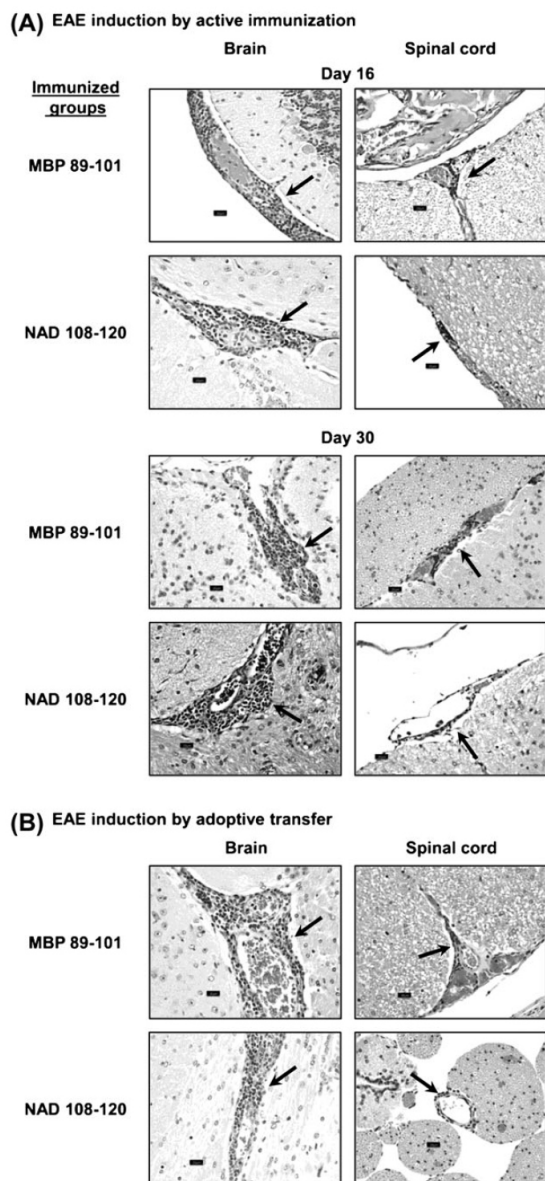 (A) EAE induction by active immunization
Brain
Spinal cord
Day 16
Immunized
groups
MBP 89-101
NAD 108-120
Day 30
MBP 89-101
NAD 108-120
(B) EAE induction by adoptive transfer
Brain
Spinal cord
MBP 89-101
NAD 108-120